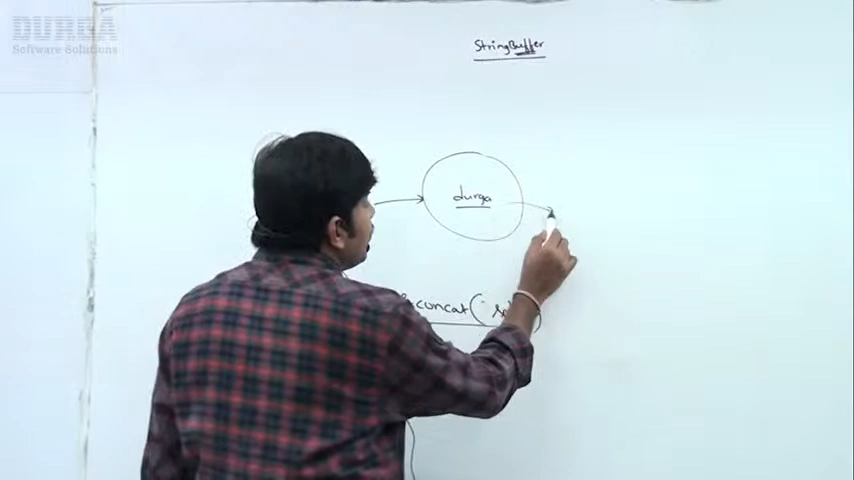 DURGA
Software Solutions
StringBuffer
durga
concat("